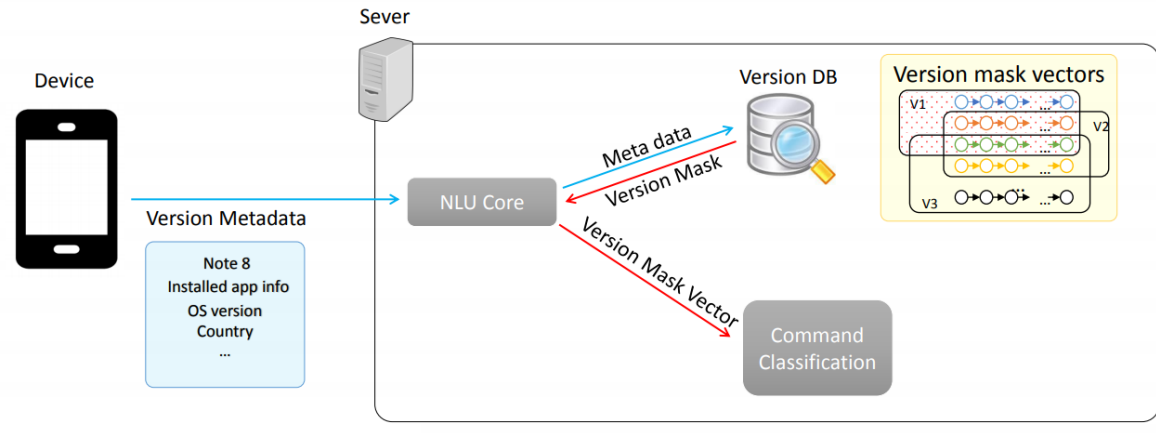 Sever
Device
Version DB
Version mask vectors
V1
...
V2
...
...
...
V3
...
...
Meta data
Version Mask
NLU Core
Version Metadata
Version Mask Vector
Note 8
Installed app info
OS version
Country
...
Command
Classification